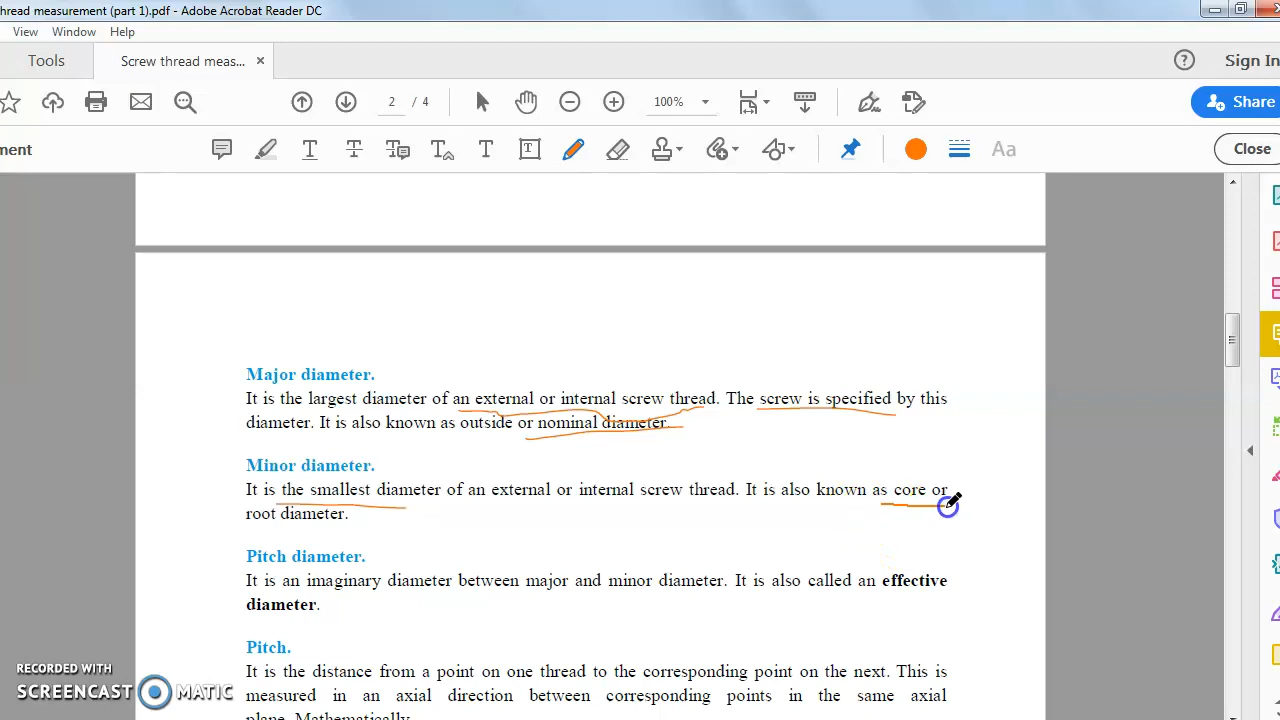 hread measurement (part 1).pdf - Adobe Acrobat Reader DC
View Window Help
Tools Screw thread meas... × Sign In
2 / 4 100% Share
ment Aa Close
Major diameter.
It is the largest diameter of an external or internal screw thread. The screw is specified by this
diameter. It is also known as outside or nominal diameter.
Minor diameter.
It is the smallest diameter of an external or internal screw thread. It is also known as core or
root diameter.
Pitch diameter.
It is an imaginary diameter between major and minor diameter. It is also called an effective
diameter.
Pitch.
It is the distance from a point on one thread to the corresponding point on the next. This is
measured in an axial direction between corresponding points in the same axial
plane. Mathematically
RECORDED WITH
SCREENCAST MATIC